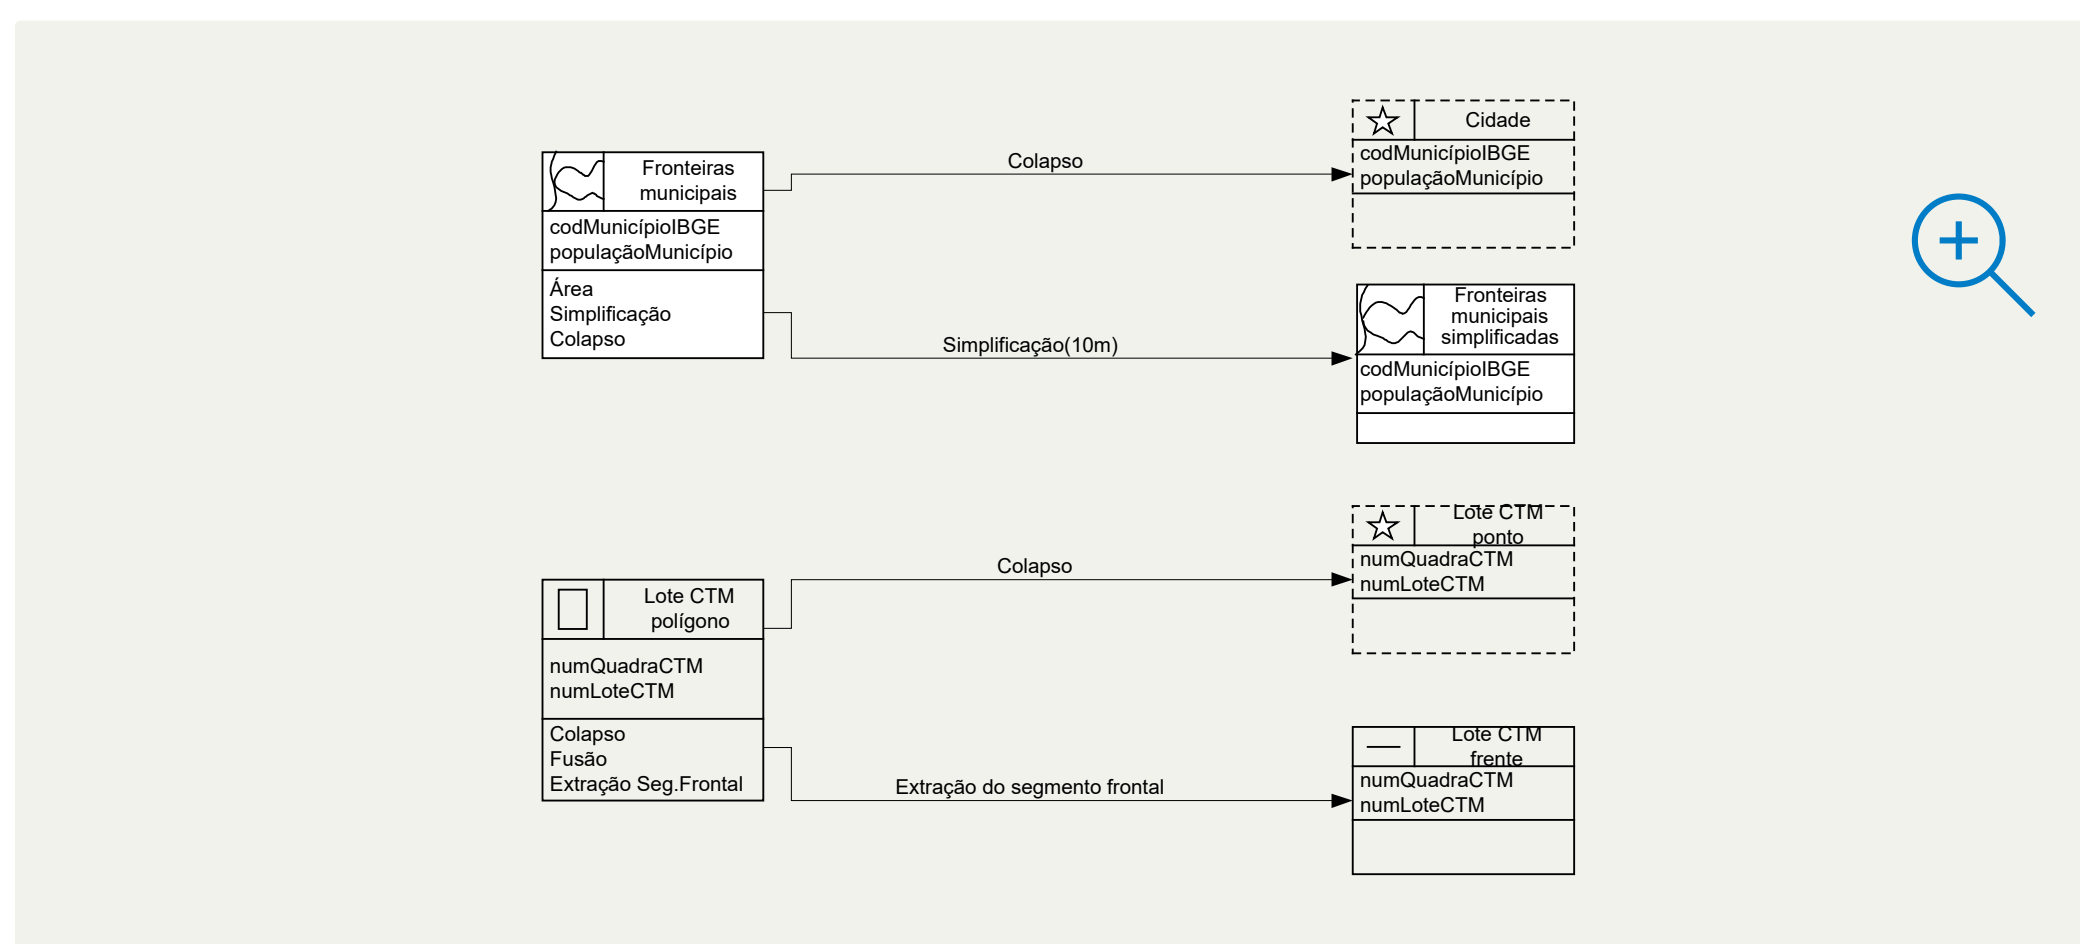 Fronteiras
municipais
codMunicípioIBGE
populaçãoMunicípio
Área
Simplificação
Colapso
Colapso
Cidade
codMunicípioIBGE
populaçãoMunicípio
Simplificação(10m)
Fronteiras
municipais
simplificadas
codMunicípioIBGE
populaçãoMunicípio
Lote CTM
polígono
numQuadraCTM
numLoteCTM
Colapso
Fusão
Extração Seg.Frontal
Colapso
Lote CTM
ponto
numQuadraCTM
numLoteCTM
Extração do segmento frontal
Lote CTM
frente
numQuadraCTM
numLoteCTM